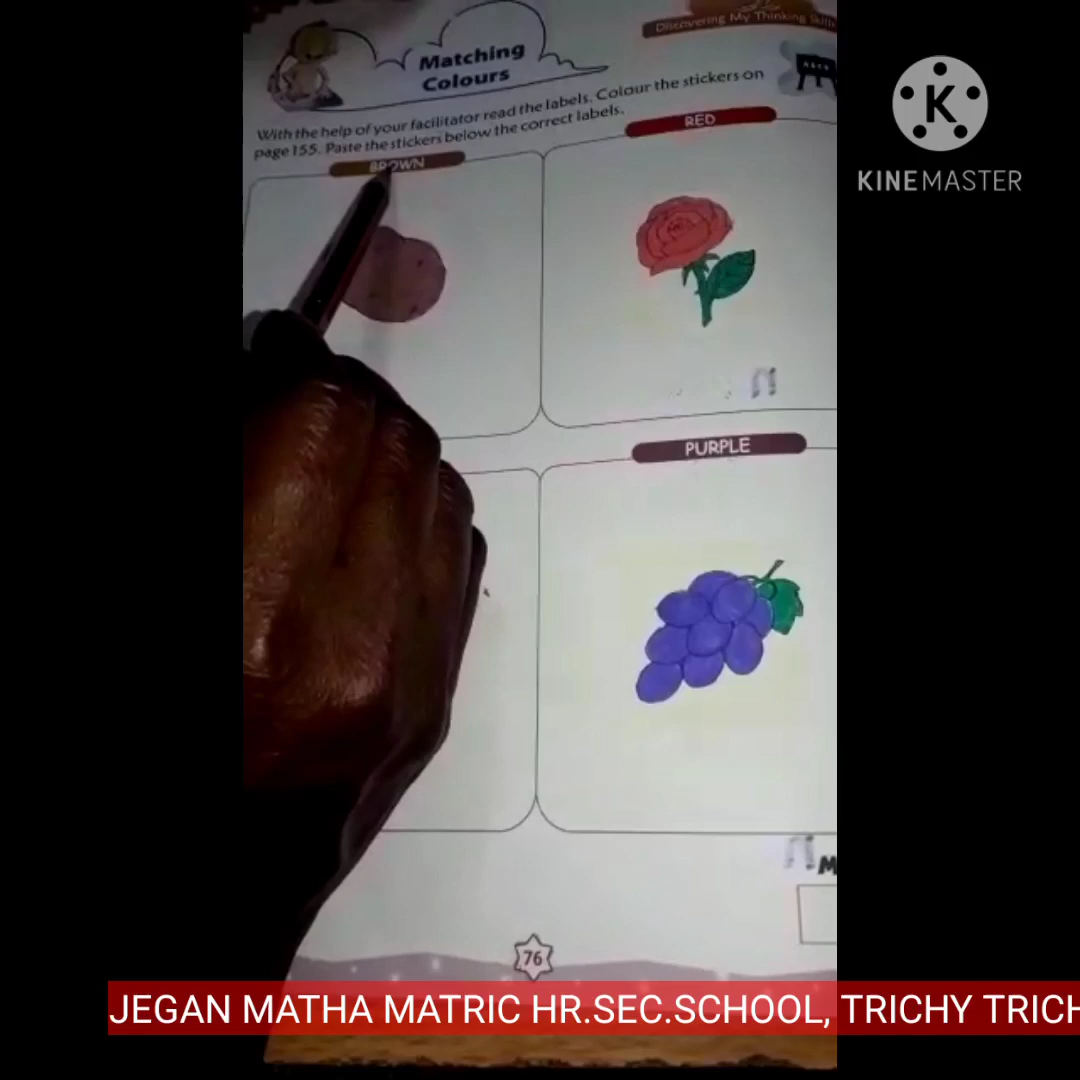 Discovering My Thinking Skills
Matching
Colours
With the help of your facilitator read the labels. Colour the stickers on
page 155. Paste the stickers below the correct labels.
BROWN
RED
PURPLE
76
KINEMASTER
JEGAN MATHA MATRIC HR.SEC.SCHOOL, TRICHY TRICH